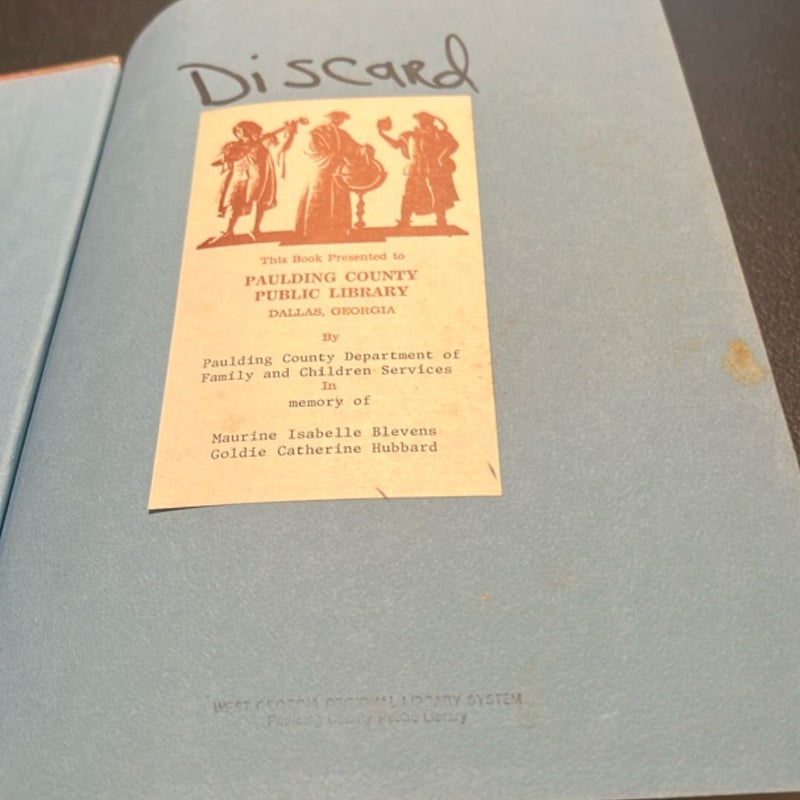 Discard
This Book Presented to
PAULDING COUNTY
PUBLIC LIBRARY
DALLAS, GEORGIA
By
Paulding County Department of
Family and Children Services
In
memory of
Maurine Isabelle Blevens
Goldie Catherine Hubbard
WEST GEORGIA REGIONAL LIBRARY SYSTEM
Paulding County Public Library